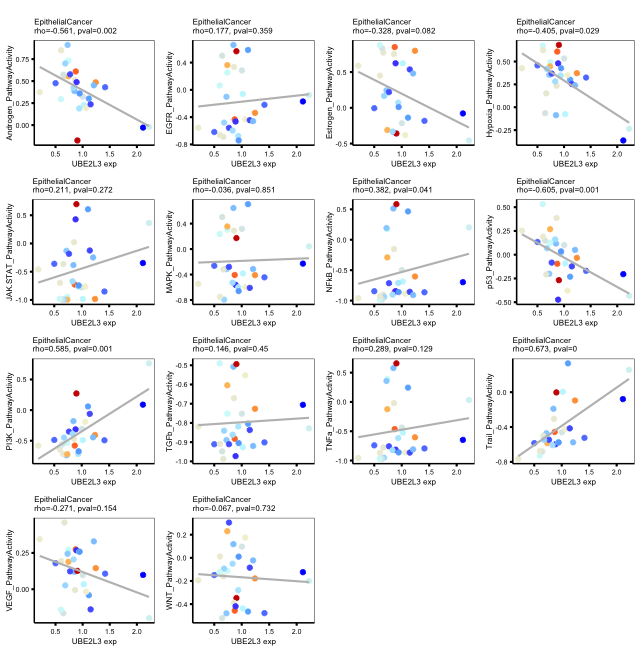 EpithelialCancer
rho=-0.561, pval=0.002
Androgen_PathwayActivity
0.75
0.50
0.25
0.00
0.5
1.0
1.5
2.0
UBE2L3 exp
EpithelialCancer
rho=0.177, pval=0.359
EGFR_PathwayActivity
0.4
0.0
-0.4
-0.8
0.5
1.0
1.5
2.0
UBE2L3 exp
EpithelialCancer
rho=-0.328, pval=0.082
Estrogen_PathwayActivity
0.5
0.0
-0.5
0.5
1.0
1.5
2.0
UBE2L3 exp
EpithelialCancer
rho=-0.405, pval=0.029
Hypoxia_PathwayActivity
0.50
0.25
0.00
-0.25
0.5
1.0
1.5
2.0
UBE2L3 exp
EpithelialCancer
rho=0.211, pval=0.272
JAK.STAT_PathwayActivity
0.5
0.0
-0.5
-1.0
0.5
1.0
1.5
2.0
UBE2L3 exp
EpithelialCancer
rho=-0.036, pval=0.851
MAPK_PathwayActivity
0.4
0.0
-0.4
-0.8
0.5
1.0
1.5
2.0
UBE2L3 exp
EpithelialCancer
rho=0.382, pval=0.041
NFkB_PathwayActivity
0.5
0.0
-0.5
-1.0
0.5
1.0
1.5
2.0
UBE2L3 exp
EpithelialCancer
rho=-0.605, pval=0.001
p53_PathwayActivity
0.50
0.25
0.00
-0.25
-0.50
0.5
1.0
1.5
2.0
UBE2L3 exp
EpithelialCancer
rho=0.585, pval=0.001
PI3K_PathwayActivity
0.5
0.0
-0.5
0.5
1.0
1.5
2.0
UBE2L3 exp
EpithelialCancer
rho=0.146, pval=0.45
TGFb_PathwayActivity
-0.5
-0.6
-0.7
-0.8
-0.9
-1.0
0.5
1.0
1.5
2.0
UBE2L3 exp
EpithelialCancer
rho=0.289, pval=0.129
TNFa_PathwayActivity
0.5
0.0
-0.5
-1.0
0.5
1.0
1.5
2.0
UBE2L3 exp
EpithelialCancer
rho=0.673, pval=0
Trail_PathwayActivity
0.0
-0.4
-0.8
0.5
1.0
1.5
2.0
UBE2L3 exp
EpithelialCancer
rho=-0.271, pval=0.154
VEGF_PathwayActivity
0.25
0.00
0.5
1.0
1.5
2.0
UBE2L3 exp
EpithelialCancer
rho=-0.067, pval=0.732
WNT_PathwayActivity
0.2
0.0
-0.2
-0.4
0.5
1.0
1.5
2.0
UBE2L3 exp